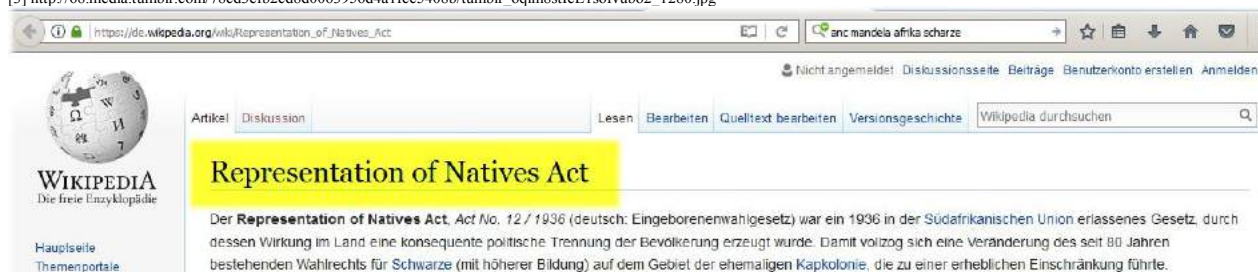 https://de.wikipedia.org/wiki/Representation_of_Natives_Act
anc mandela afrika scharze
Nicht angemeldet Diskussionsseite Beiträge Benutzerkonto erstellen Anmelden
Artikel Diskussion Lesen Bearbeiten Quelltext bearbeiten Versionsgeschichte Wikipedia durchsuchen
WIKIPEDIA
Die freie Enzyklopädie
Representation of Natives Act
Der Representation of Natives Act, Act No. 12 / 1936 (deutsch: Eingeborenenwahlgesetz) war ein 1936 in der Südafrikanischen Union erlassenes Gesetz, durch
dessen Wirkung im Land eine konsequente politische Trennung der Bevölkerung erzeugt wurde. Damit vollzog sich eine Veränderung des seit 80 Jahren
bestehenden Wahlrechts für Schwarze (mit höherer Bildung) auf dem Gebiet der ehemaligen Kapkolonie, die zu einer erheblichen Einschränkung führte.
Hauptseite
Themenportale